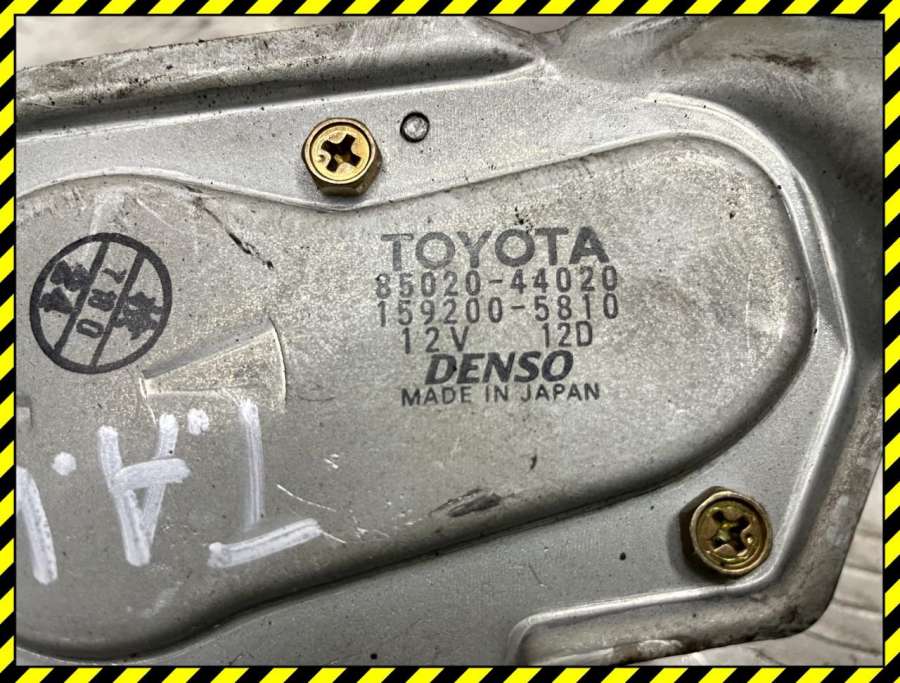 TOYOTA
85020-44020
159200-5810
12V 12D
DENSO
MADE IN JAPAN